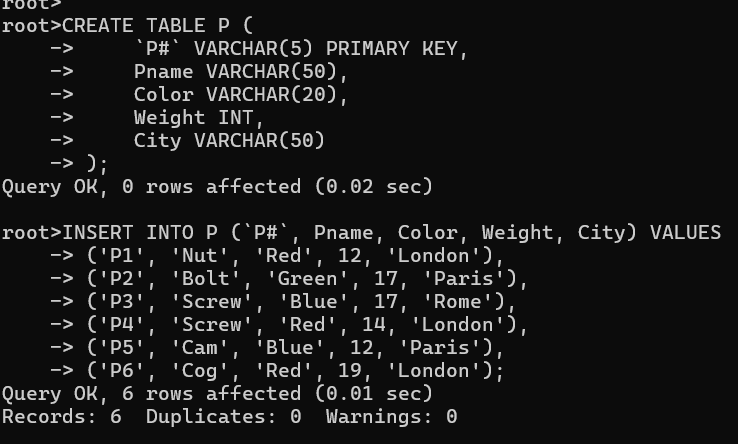 root>
root>CREATE TABLE P (
    ->     `P#` VARCHAR(5) PRIMARY KEY,
    ->     Pname VARCHAR(50),
    ->     Color VARCHAR(20),
    ->     Weight INT,
    ->     City VARCHAR(50)
    -> );
Query OK, 0 rows affected (0.02 sec)

root>INSERT INTO P (`P#`, Pname, Color, Weight, City) VALUES
    -> ('P1', 'Nut', 'Red', 12, 'London'),
    -> ('P2', 'Bolt', 'Green', 17, 'Paris'),
    -> ('P3', 'Screw', 'Blue', 17, 'Rome'),
    -> ('P4', 'Screw', 'Red', 14, 'London'),
    -> ('P5', 'Cam', 'Blue', 12, 'Paris'),
    -> ('P6', 'Cog', 'Red', 19, 'London');
Query OK, 6 rows affected (0.01 sec)
Records: 6  Duplicates: 0  Warnings: 0